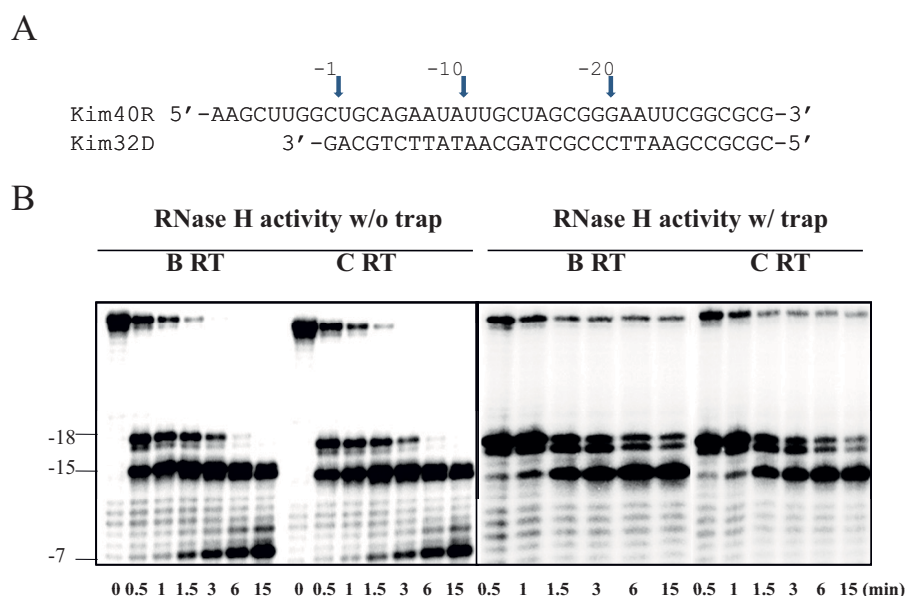 A
-1 -10 -20
Kim40R 5′-AAGCUUGGCUGCAGAAUAUUGCUAGCGGGAAUUCGGCGCG-3′
Kim32D 3′-GACGTCTTATAACGATCGCCCTTAAGCCGCGC-5′
B
RNase H activity w/o trap RNase H activity w/ trap
B RT C RT B RT C RT
-18
-15
-7
0 0.5 1 1.5 3 6 15 0 0.5 1 1.5 3 6 15 0.5 1 1.5 3 6 15 0.5 1 1.5 3 6 15 (min)